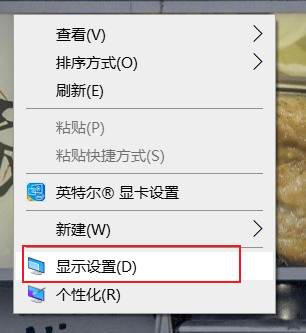 查看(V)
排序方式(O)
刷新(E)
粘贴(P)
粘贴快捷方式(S)
英特尔® 显卡设置
新建(W)
显示设置(D)
个性化(R)